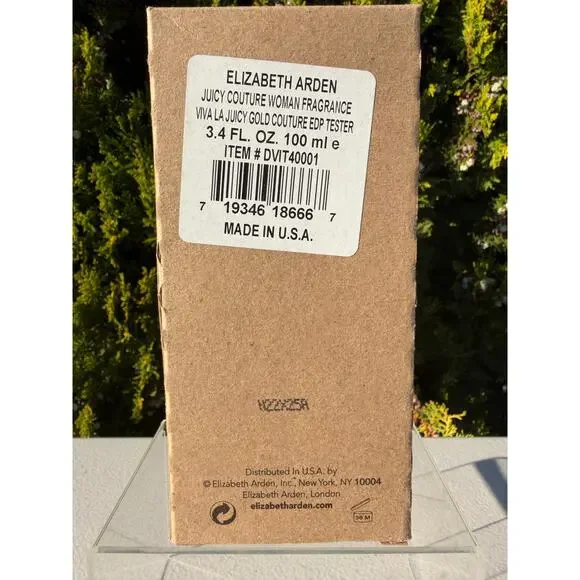 ELIZABETH ARDEN
JUICY COUTURE WOMAN FRAGRANCE
VIVA LA JUICY GOLD COUTURE EDP TESTER
3.4 FL. OZ. 100 ml e
ITEM # DVIT40001
7 19346 18666 7
MADE IN U.S.A.
Distributed In U.S.A. by
© Elizabeth Arden, Inc., New York, NY 10004
Elizabeth Arden, London
elizabetharden.com
36 M